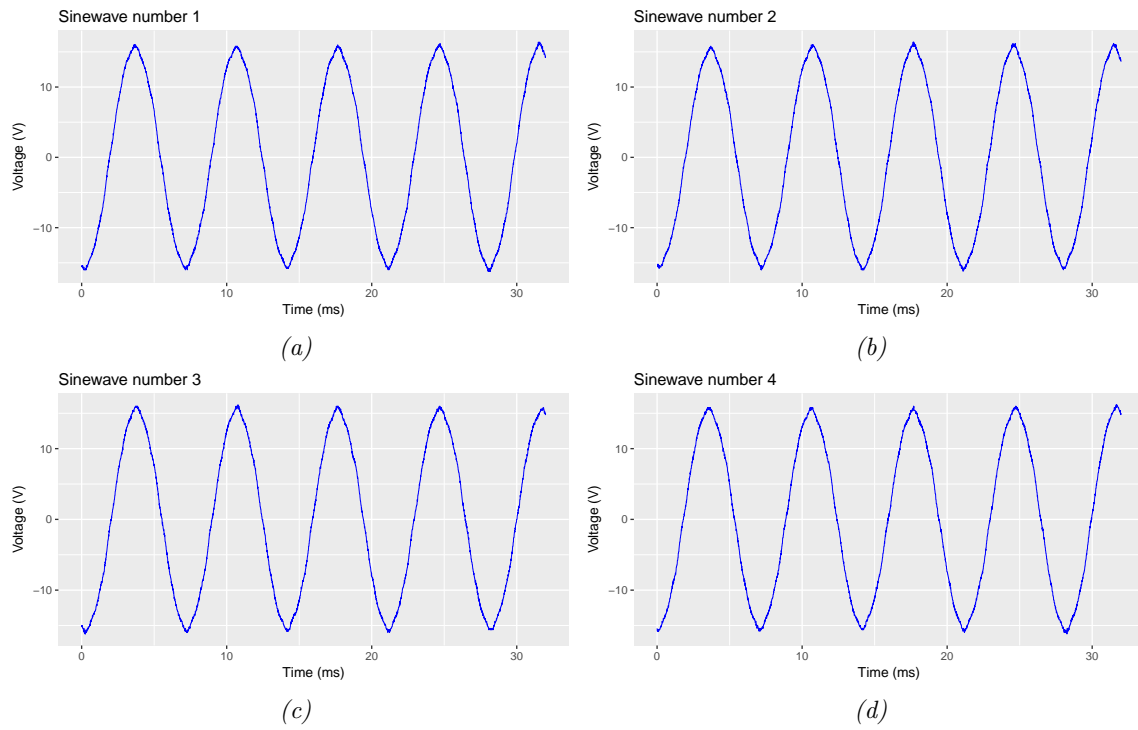 Sinewave number 1
Voltage (V)
10
0
−10
0
10
20
30
Time (ms)
(a)
Sinewave number 2
Voltage (V)
10
0
−10
0
10
20
30
Time (ms)
(b)
Sinewave number 3
Voltage (V)
10
0
−10
0
10
20
30
Time (ms)
(c)
Sinewave number 4
Voltage (V)
10
0
−10
0
10
20
30
Time (ms)
(d)